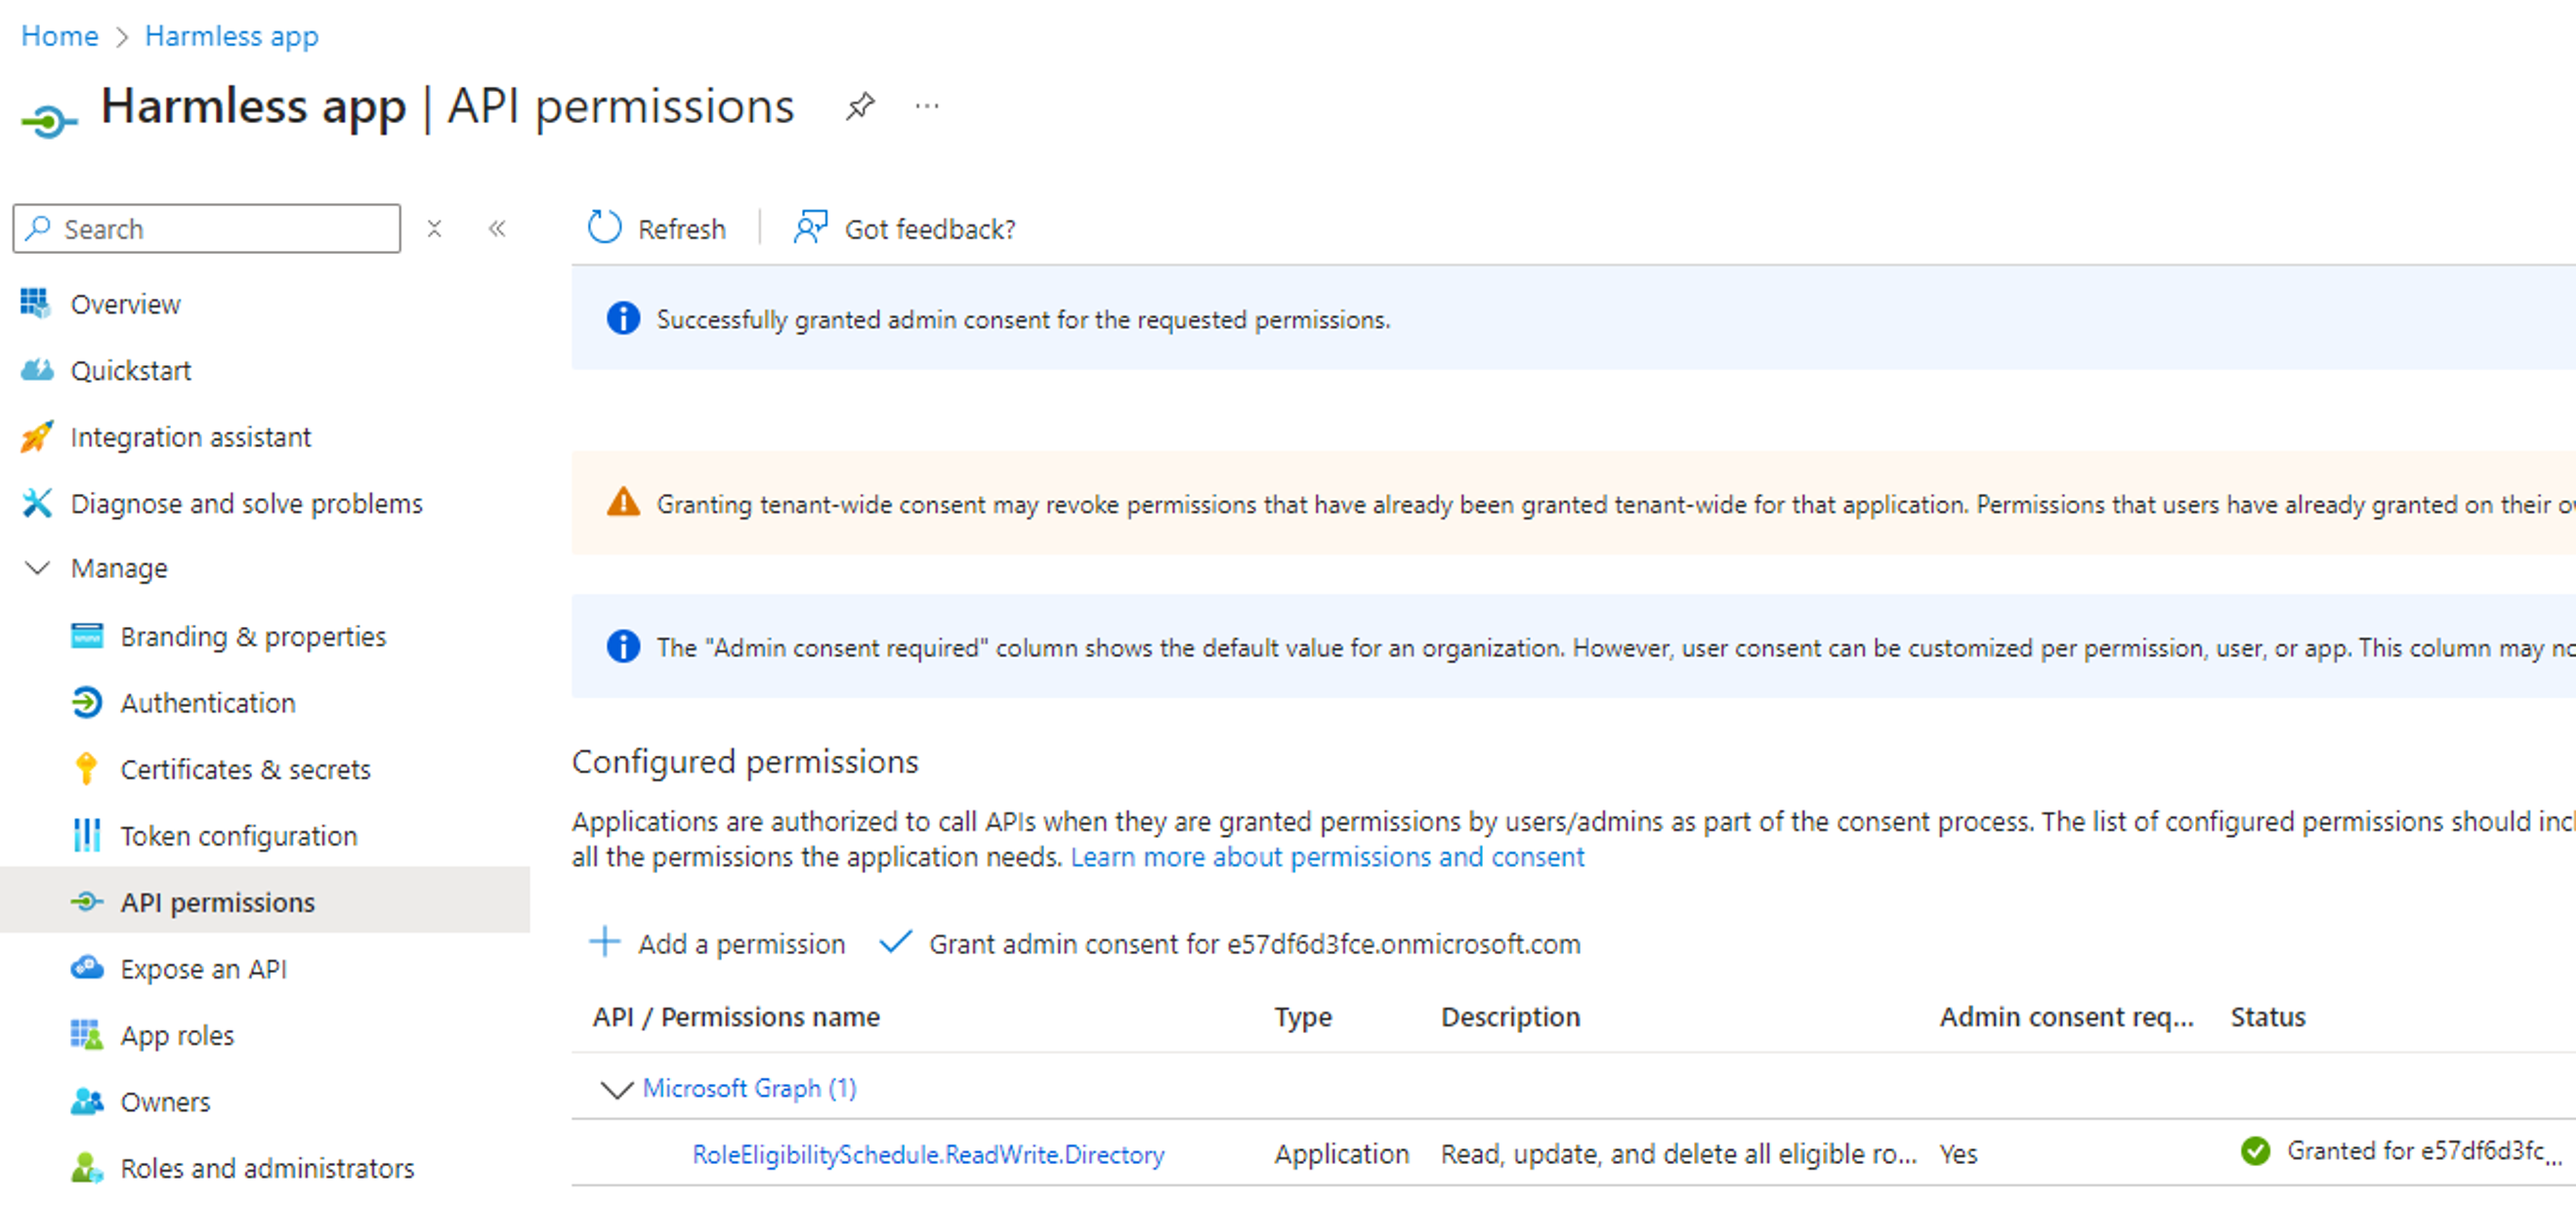 Home > Harmless app
Harmless app | API permissions ...
Search
Overview
Quickstart
Integration assistant
Diagnose and solve problems
Manage
Branding & properties
Authentication
Certificates & secrets
Token configuration
API permissions
Expose an API
App roles
Owners
Roles and administrators
Refresh | Got feedback?
Successfully granted admin consent for the requested permissions.
Granting tenant-wide consent may revoke permissions that have already been granted tenant-wide for that application. Permissions that users have already granted on their
The "Admin consent required" column shows the default value for an organization. However, user consent can be customized per permission, user, or app. This column may
Configured permissions
Applications are authorized to call APIs when they are granted permissions by users/admins as part of the consent process. The list of configured permissions should
all the permissions the application needs. Learn more about permissions and consent
Add a permission Grant admin consent for e57df6d3fce.onmicrosoft.com
API / Permissions name Type Description Admin consent req... Status
Microsoft Graph (1)
RoleEligibilitySchedule.ReadWrite.Directory Application Read, update, and delete all eligible ro... Yes Granted for e57df6d3fc...